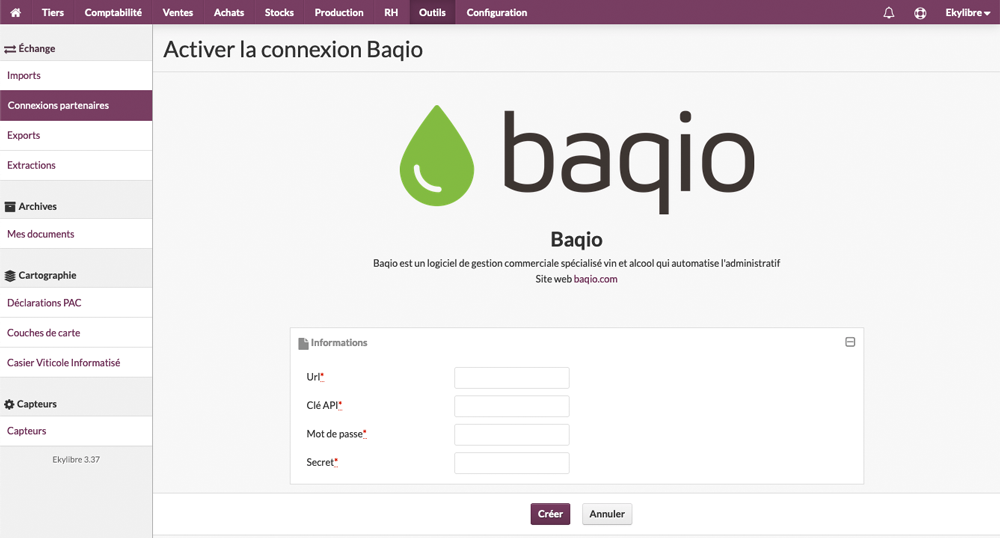 Tiers Comptabilité Ventes Achats Stocks Production RH Outils Configuration Ekylibre
Échange
Imports
Connexions partenaires
Exports
Extractions
Archives
Mes documents
Cartographie
Déclarations PAC
Couches de carte
Casier Viticole Informatisé
Capteurs
Capteurs
Ekylibre 3.37
Activer la connexion Baqio
baqio
Baqio
Baqio est un logiciel de gestion commerciale spécialisé vin et alcool qui automatise l'administratif
Site web baqio.com
Informations
Url*
Clé API*
Mot de passe*
Secret*
Créer Annuler